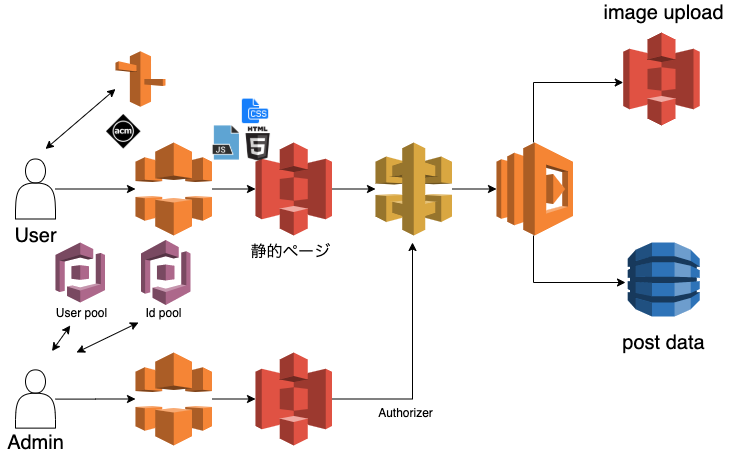 image upload
acm
CSS
JS
HTML
5
User
静的ページ
User pool
Id pool
post data
Authorizer
Admin